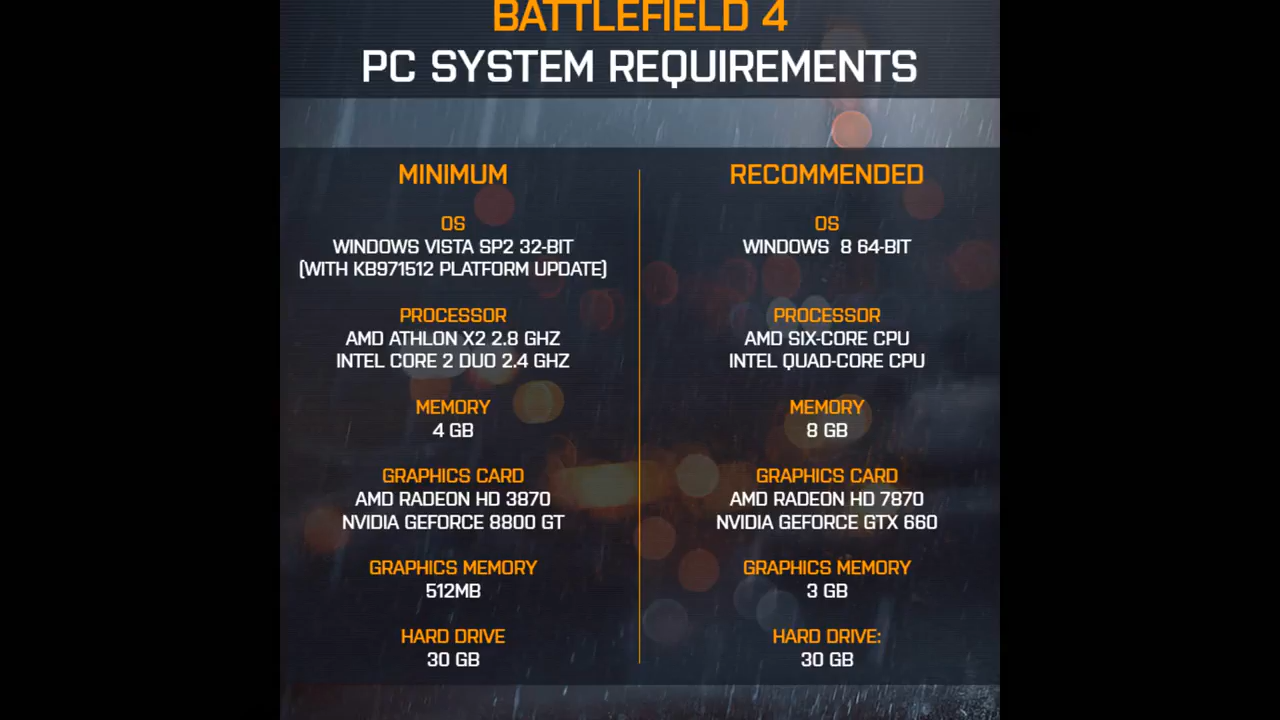 BATTLEFIELD 4
PC SYSTEM REQUIREMENTS
MINIMUM
OS
WINDOWS VISTA SP2 32-BIT
(WITH KB971512 PLATFORM UPDATE)
PROCESSOR
AMD ATHLON X2 2.8 GHZ
INTEL CORE 2 DUO 2.4 GHZ
MEMORY
4 GB
GRAPHICS CARD
AMD RADEON HD 3870
NVIDIA GEFORCE 8800 GT
GRAPHICS MEMORY
512MB
HARD DRIVE
30 GB
RECOMMENDED
OS
WINDOWS  8 64-BIT
PROCESSOR
AMD SIX-CORE CPU
INTEL QUAD-CORE CPU
MEMORY
8 GB
GRAPHICS CARD
AMD RADEON HD 7870
NVIDIA GEFORCE GTX 660
GRAPHICS MEMORY
3 GB
HARD DRIVE:
30 GB